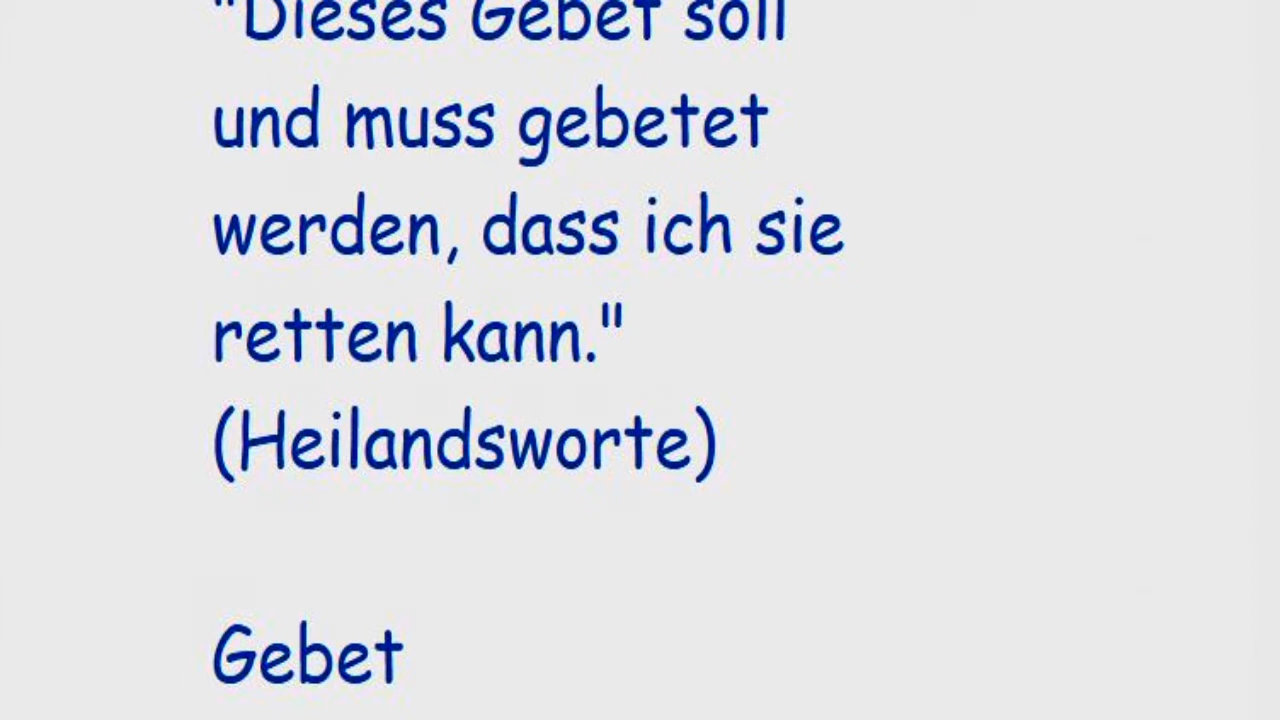 "Dieses Gebet soll
und muss gebetet
werden, dass ich sie
retten kann."
(Heilandsworte)
Gebet